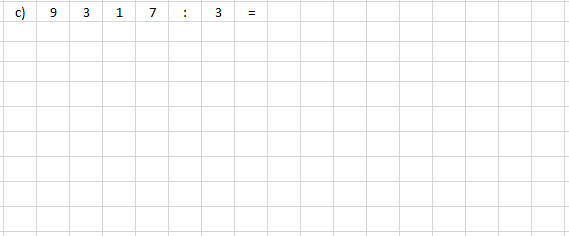 c) 9 3 1 7 : 3 =